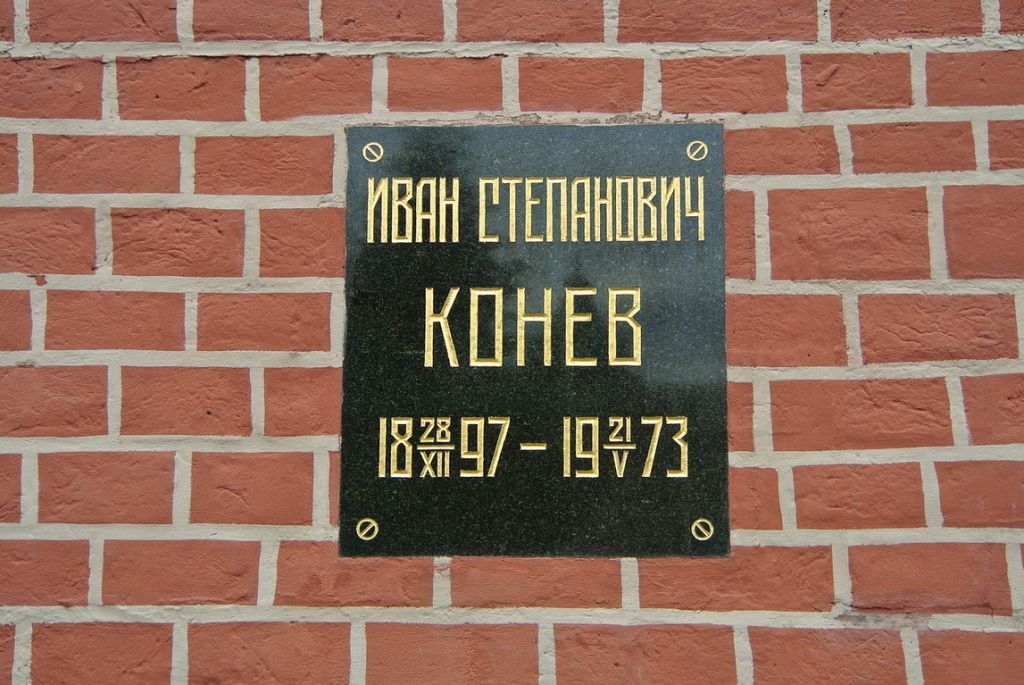 ИВАН СТЕПАНОВИЧ
КОНЕВ
18 28/XII 97 – 19 21/V 73